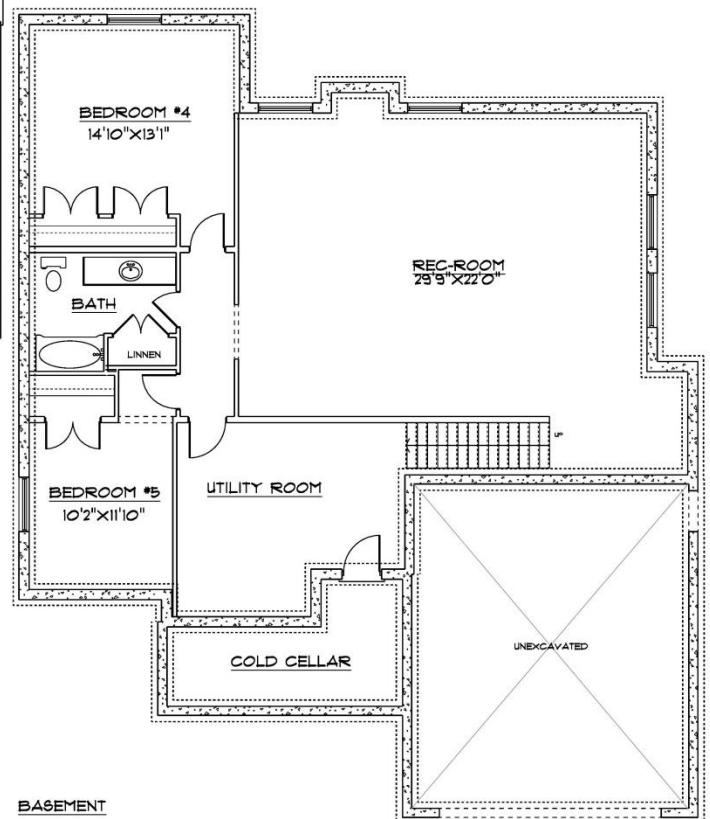 BEDROOM #4
14'10"X13'1"
REC-ROOM
29'9"X22'0"
BATH
LINNEN
BEDROOM #5
10'2"X11'10"
UTILITY ROOM
UP
COLD CELLAR
UNEXCAVATED
BASEMENT